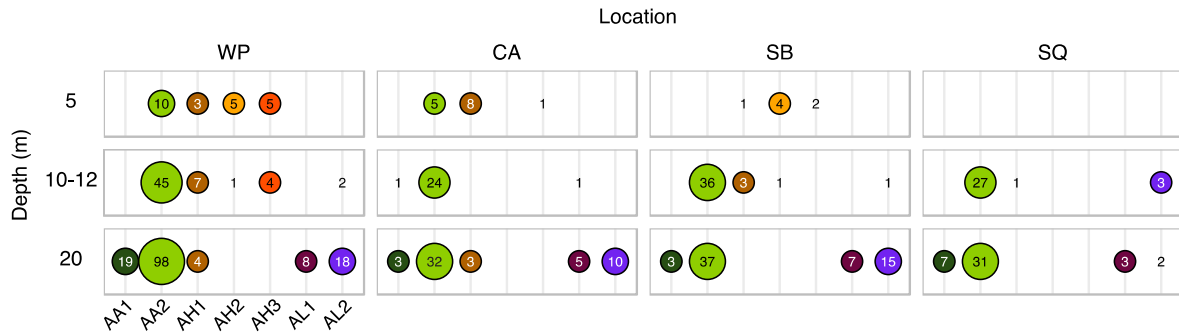 Location
WP CA SB SQ
5 10 3 5 5 5 8 1 1 4 2
10-12 45 7 1 4 2 1 24 1 36 3 1 1 27 1 3
20 19 98 4 8 18 3 32 3 5 10 3 37 7 15 7 31 3 2
AA1 AA2 AH1 AH2 AH3 AL1 AL2
Depth (m)